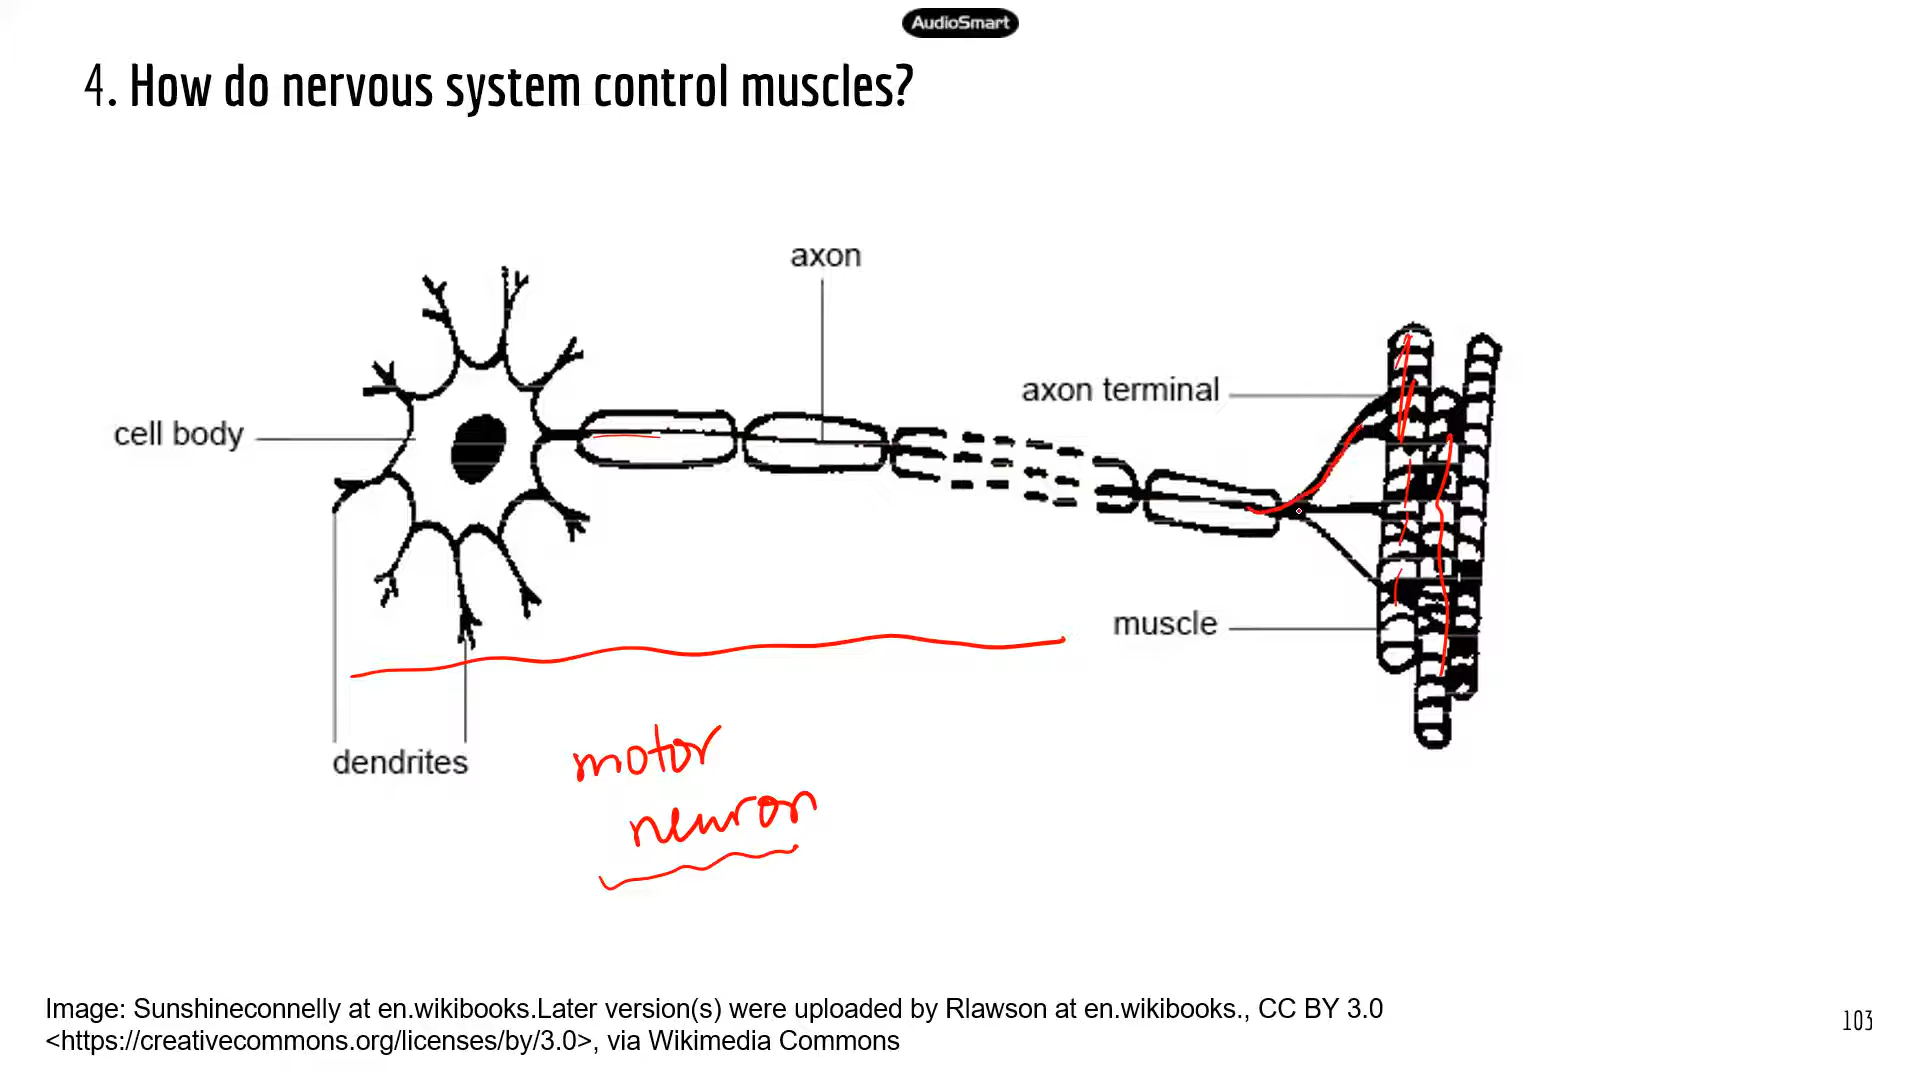 AudioSmart
4. How do nervous system control muscles?
axon
axon terminal
cell body
muscle
dendrites
motor
neuron
Image: Sunshineconnelly at en.wikibooks.Later version(s) were uploaded by Rlawson at en.wikibooks., CC BY 3.0
<https://creativecommons.org/licenses/by/3.0>, via Wikimedia Commons
103